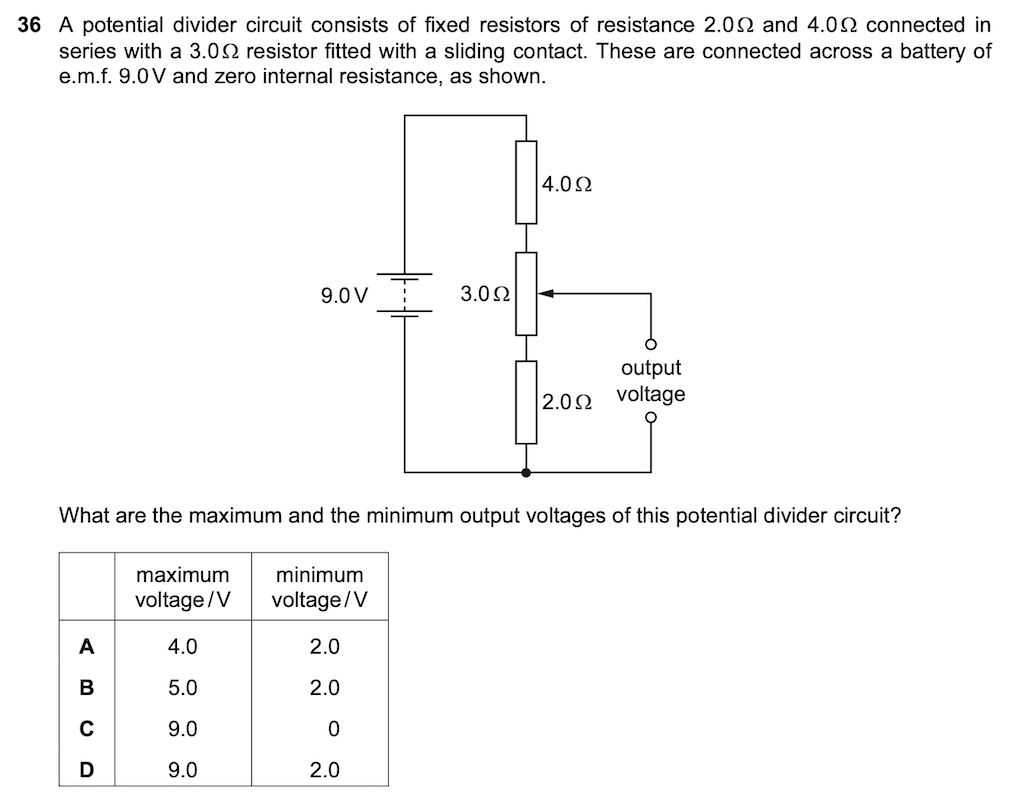 36 A potential divider circuit consists of fixed resistors of resistance 2.0Ω and 4.0Ω connected in
series with a 3.0Ω resistor fitted with a sliding contact. These are connected across a battery of
e.m.f. 9.0V and zero internal resistance, as shown.
4.0Ω
9.0V
3.0Ω
output
voltage
2.0Ω
What are the maximum and the minimum output voltages of this potential divider circuit?
maximum voltage/V minimum voltage/V
A 4.0 2.0
B 5.0 2.0
C 9.0 0
D 9.0 2.0